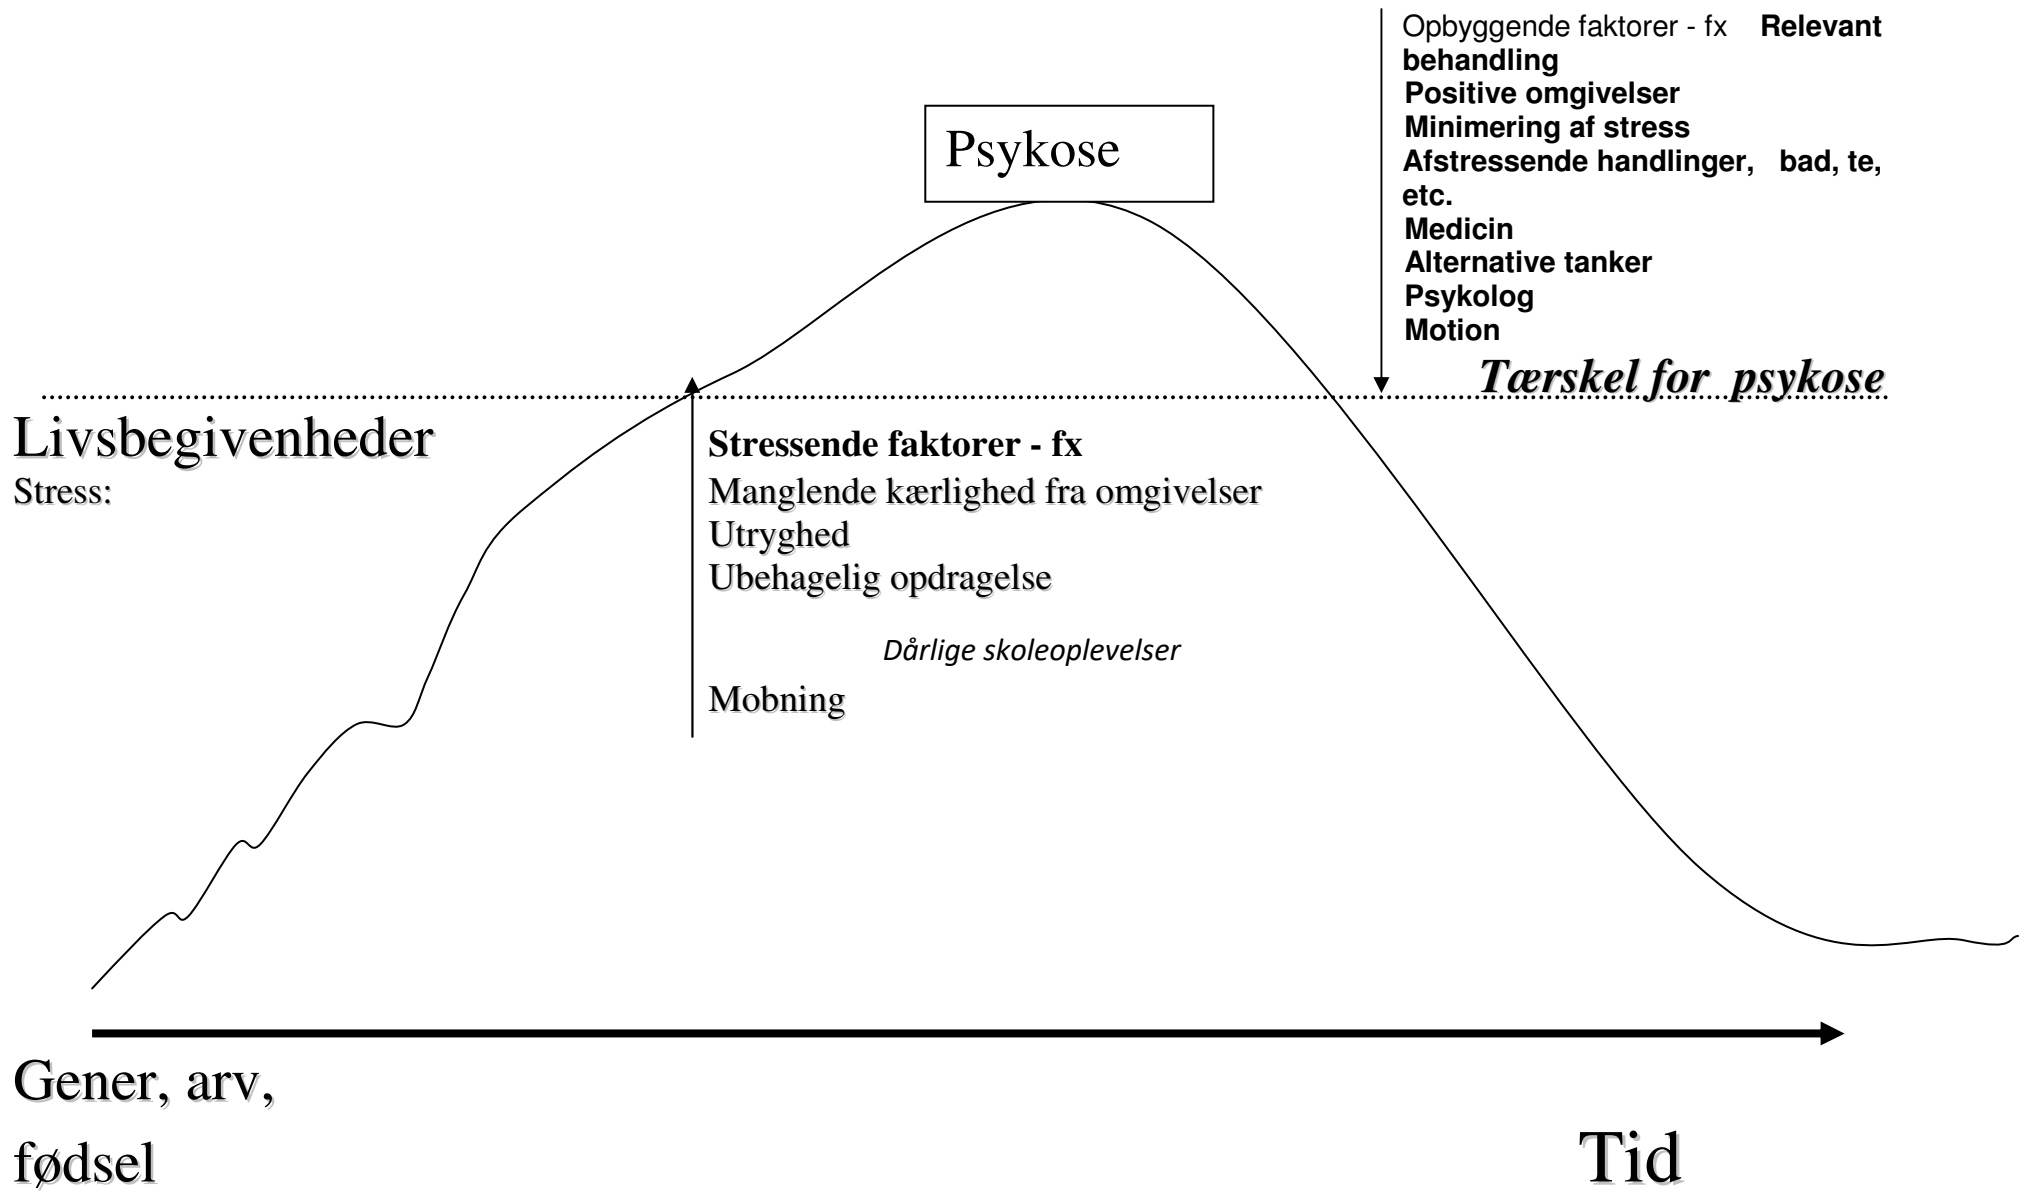 Opbyggende faktorer - fx Relevant
behandling
Positive omgivelser
Minimering af stress
Afstressende handlinger, bad, te,
etc.
Medicin
Alternative tanker
Psykolog
Motion
Psykose
Tærskel for psykose
Livsbegivenheder
Stress:
Stressende faktorer - fx
Manglende kærlighed fra omgivelser
Utryghed
Ubehagelig opdragelse
Dårlige skoleoplevelser
Mobning
Gener, arv,
fødsel
Tid